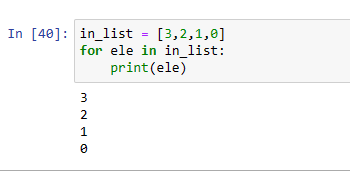 In [40]: in_list = [3,2,1,0]
for ele in in_list:
    print(ele)
3
2
1
0